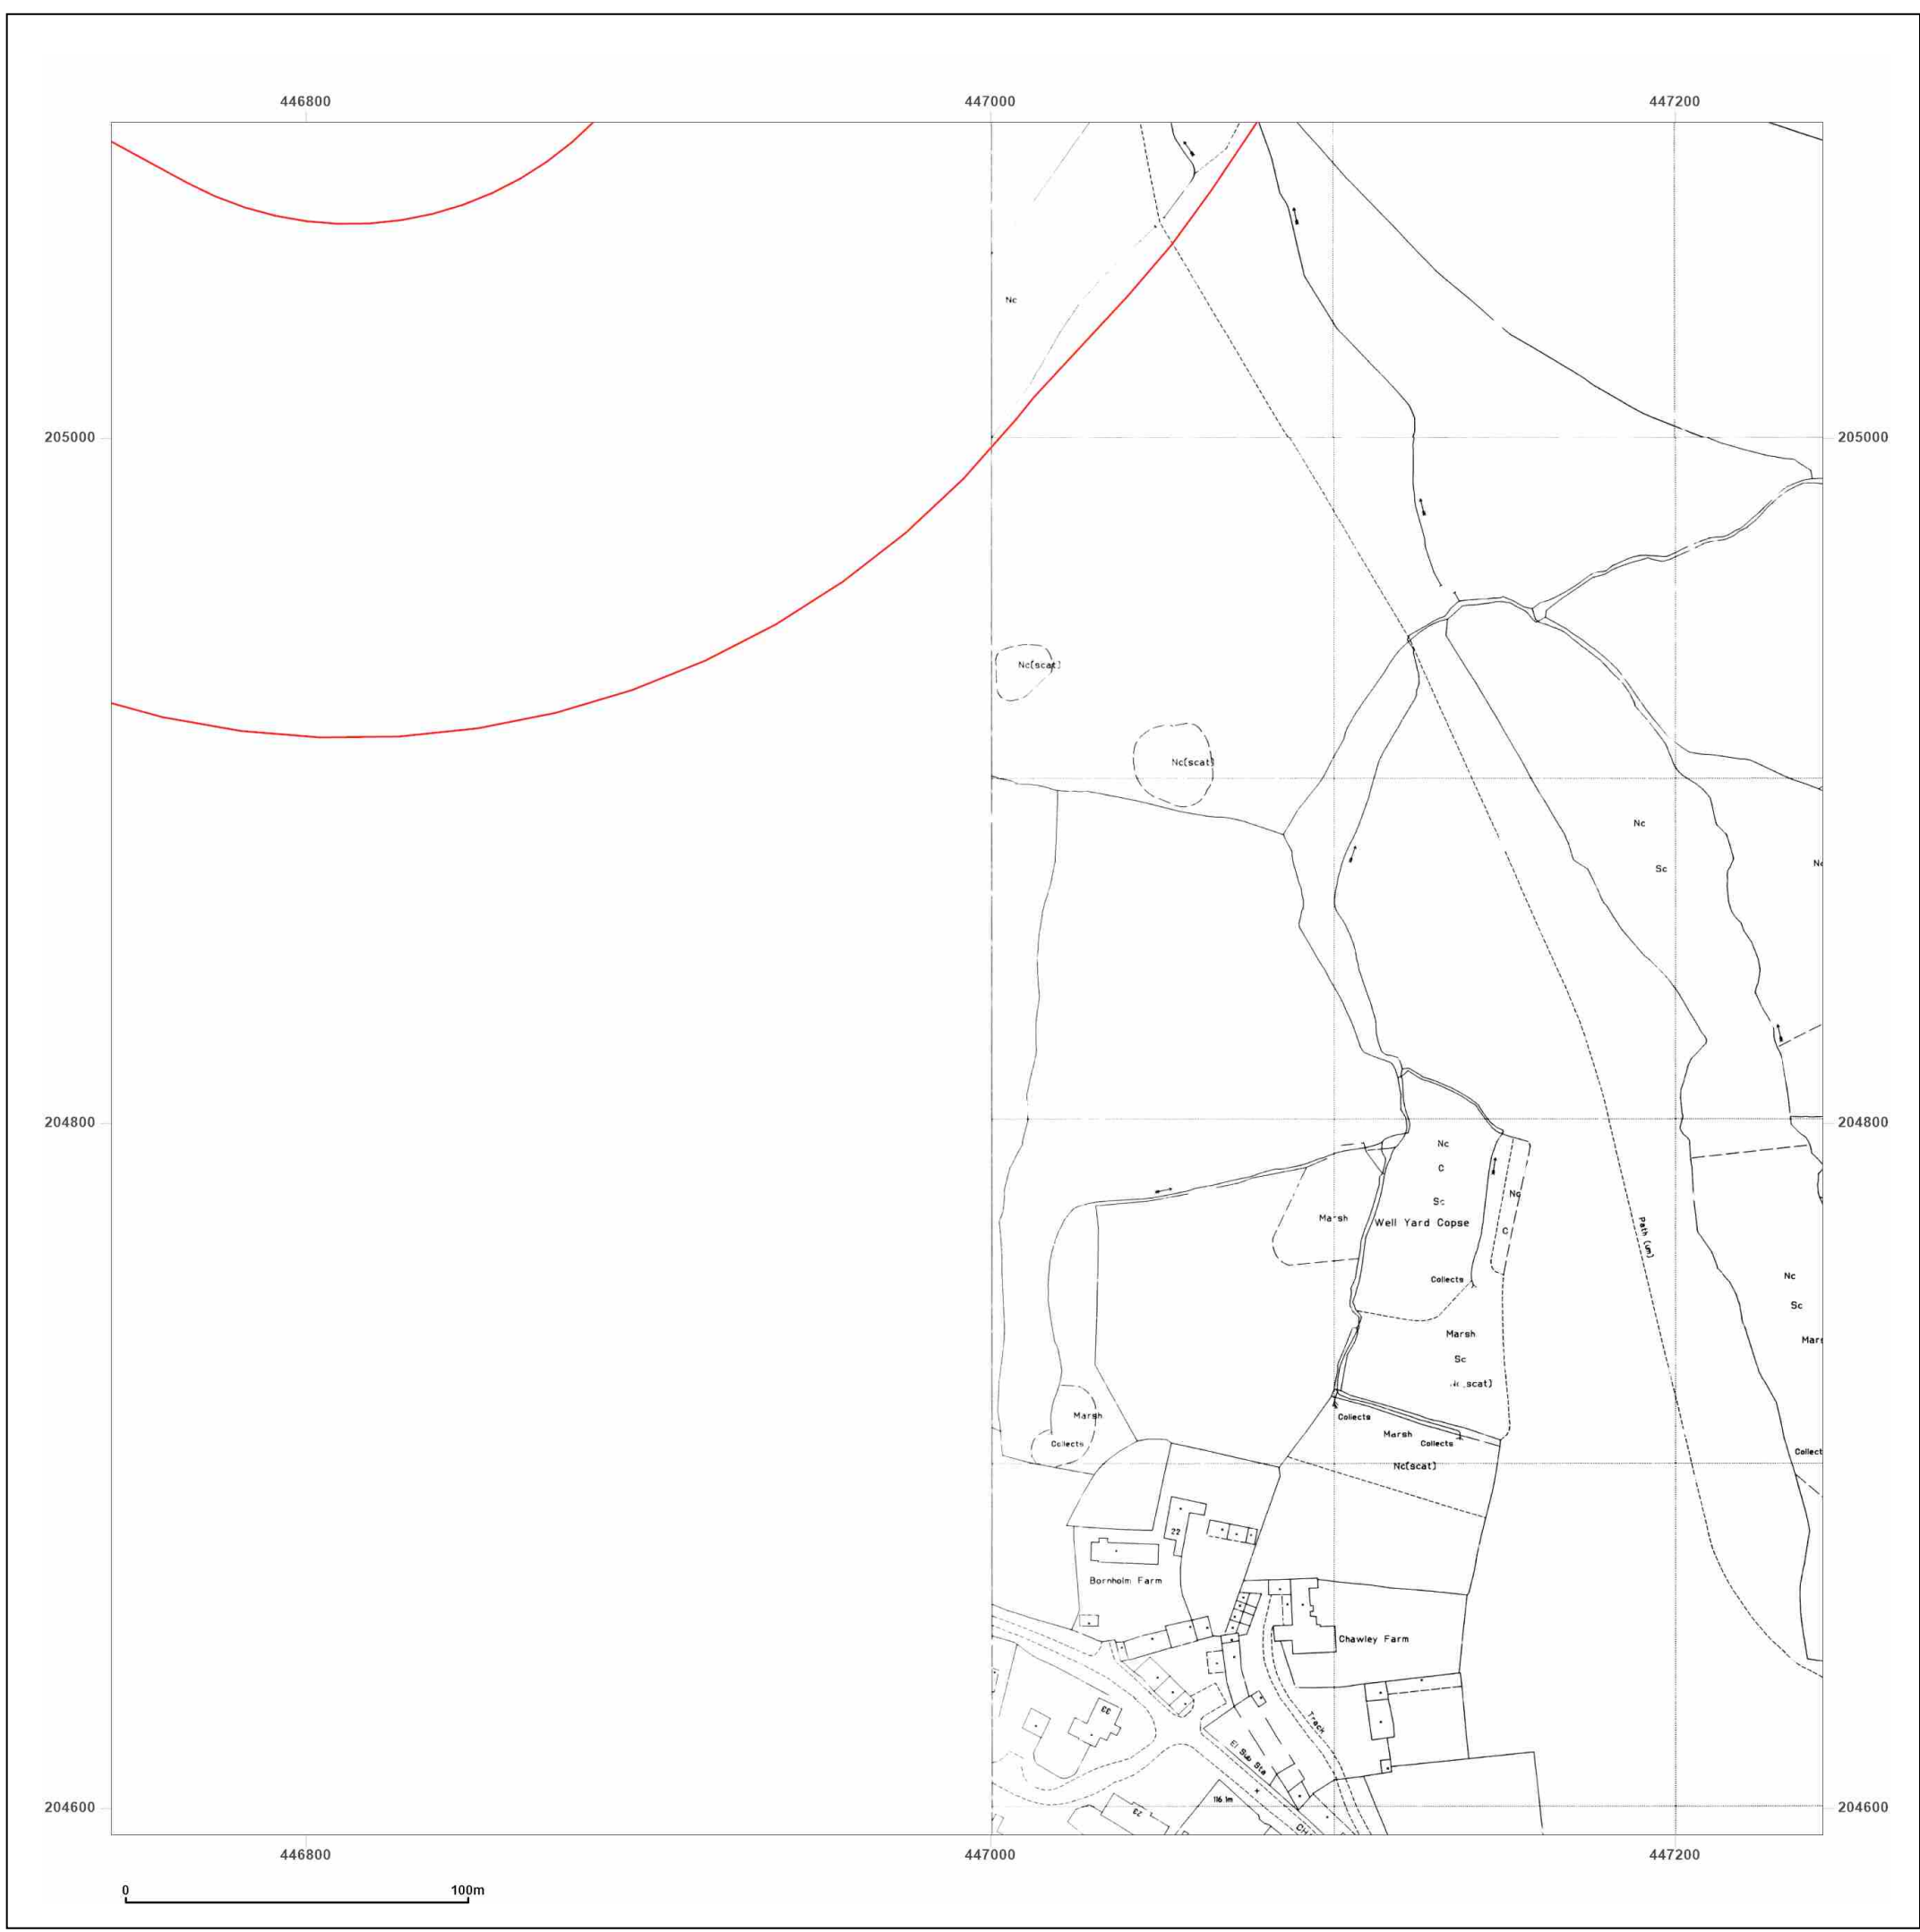 446800 447000 447200
Nc
205000 205000
Nc(scat)
Nc(scat)
Nc
Nc
Sc
204800 204800
Nc
C
Sc
Nc
Marsh
Well Yard Copse
C
Path (um)
Nc
Collects
Sc
Marsh
Sc
Marsh
Collects
Marsh
Collects
Collects
Nc(scat)
22
Bornholm Farm
Chawley Farm
33
Track
El Sub Sta
116.1m
23
204600 204600
446800 447000 447200
0 100m